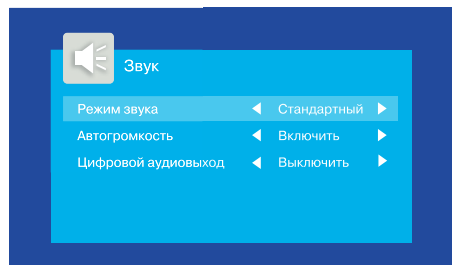 Звук
Режим звука Стандартный
Автогромкость Включить
Цифровой аудиовыход Выключить